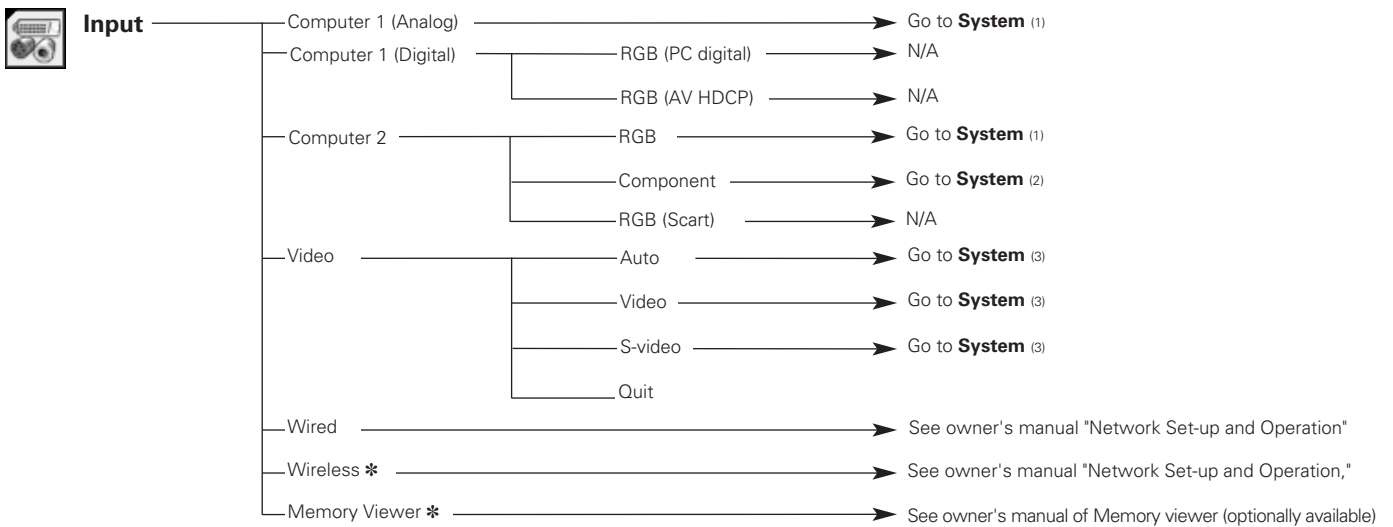 Input Computer 1 (Analog) Go to System (1)
Computer 1 (Digital) RGB (PC digital) N/A
RGB (AV HDCP) N/A
Computer 2 RGB Go to System (1)
Component Go to System (2)
RGB (Scart) N/A
Video Auto Go to System (3)
Video Go to System (3)
S-video Go to System (3)
Quit
Wired See owner's manual "Network Set-up and Operation"
Wireless ✻ See owner's manual "Network Set-up and Operation,"
Memory Viewer ✻ See owner's manual of Memory viewer (optionally available)